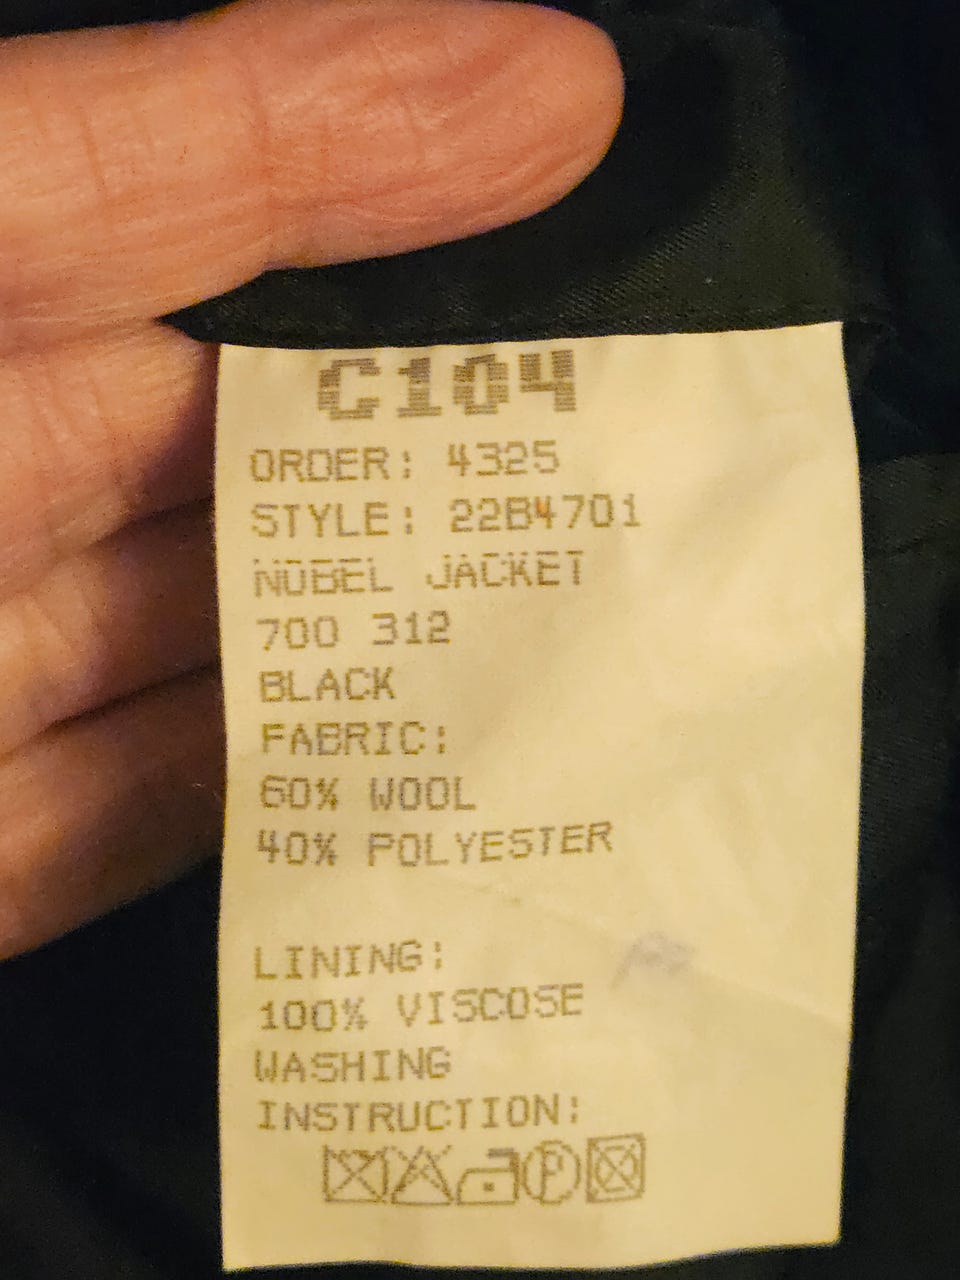 C104
ORDER: 4325
STYLE: 22B4701
NOBEL JACKET
700 312
BLACK
FABRIC:
60% WOOL
40% POLYESTER
LINING:
100% VISCOSE
WASHING
INSTRUCTION:
P